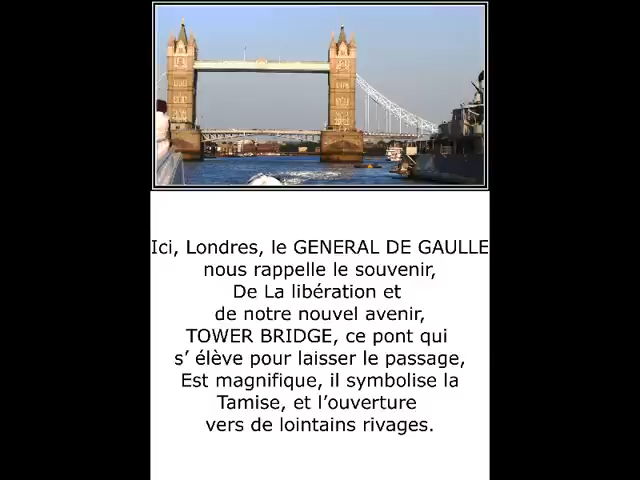 Ici, Londres, le GENERAL DE GAULLE
nous rappelle le souvenir,
De La libération et
de notre nouvel avenir,
TOWER BRIDGE, ce pont qui
s’ élève pour laisser le passage,
Est magnifique, il symbolise la
Tamise, et l’ouverture
vers de lointains rivages.